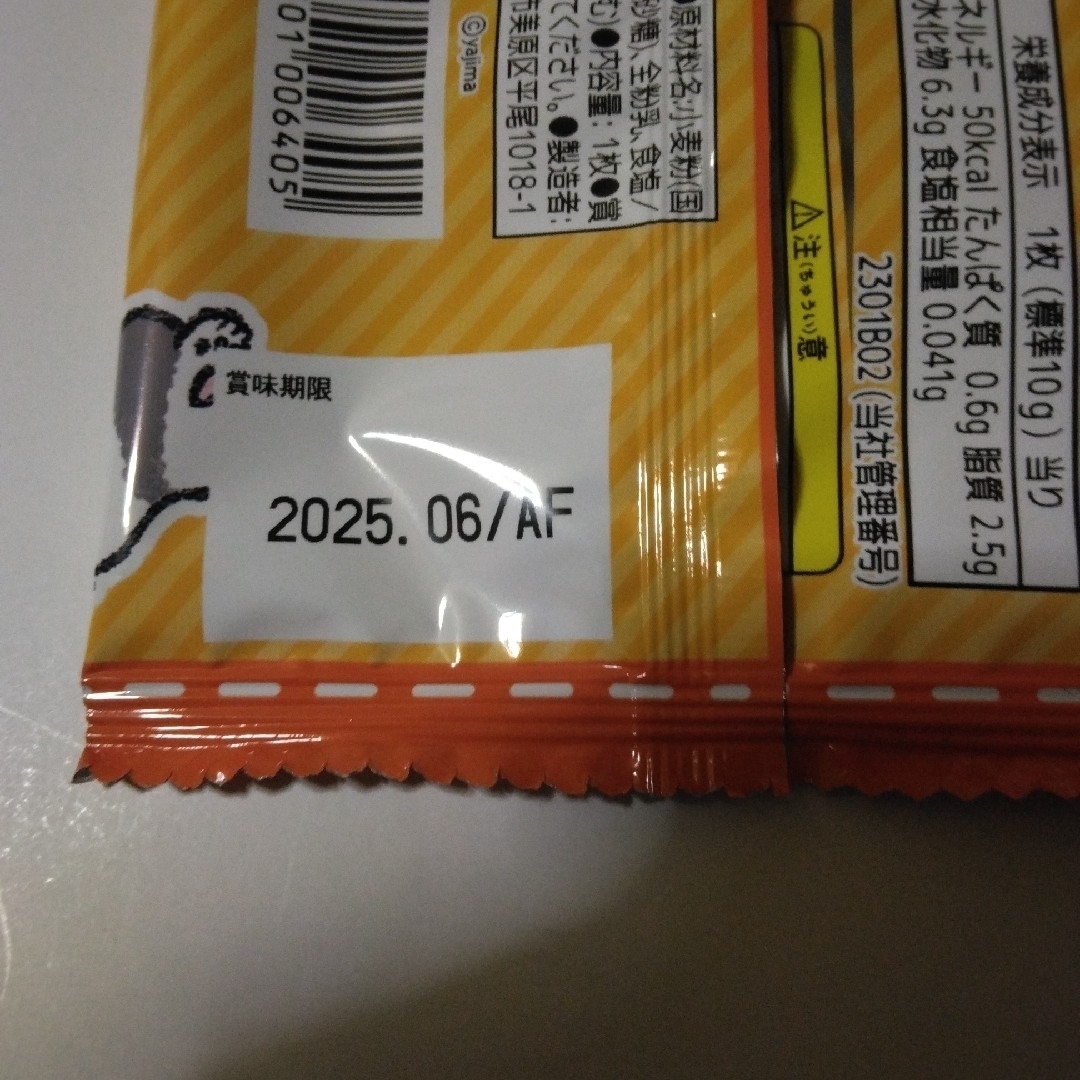 01 006405
©yajima
●原材料名:小麦粉(国
砂糖、全粉乳、食塩/
む)●内容量:1枚●賞
てください。●製造者:
市美原区平尾1018-1
賞味期限
2025.06/AF
⚠注(ちゅうい)意
栄養成分表示 1枚(標準10g)当り
ネルギー 50kcal たんぱく質 0.6g 脂質 2.5g
水化物 6.3g 食塩相当量 0.041g
2301B02(当社管理番号)